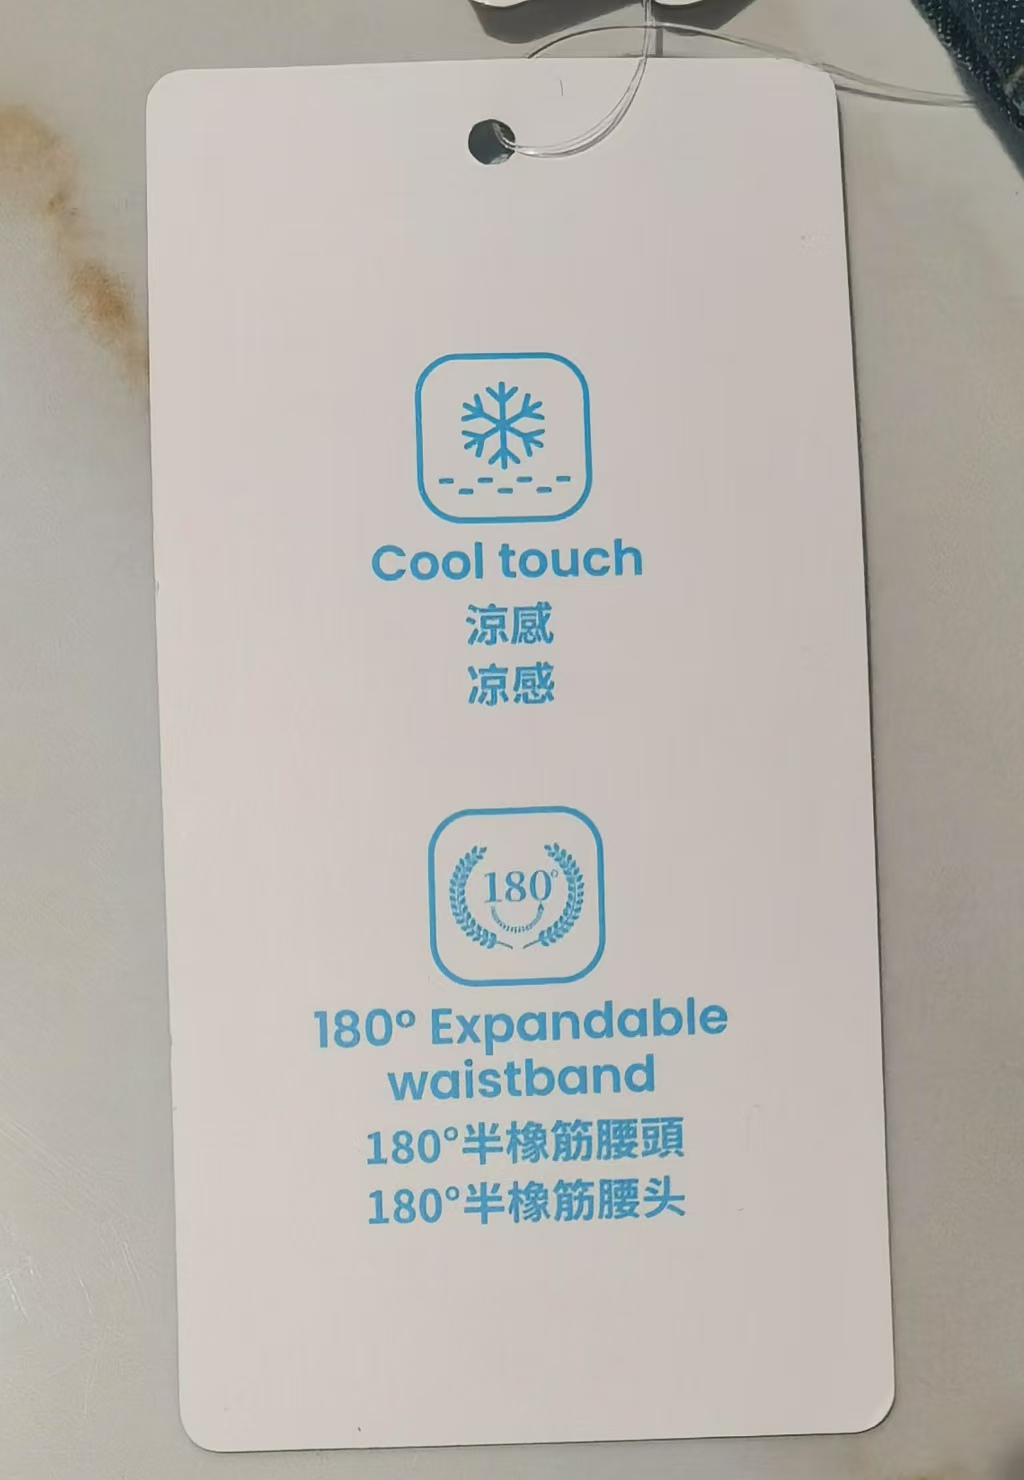 Cool touch
涼感
凉感
180°
180° Expandable
waistband
180°半橡筋腰頭
180°半橡筋腰头